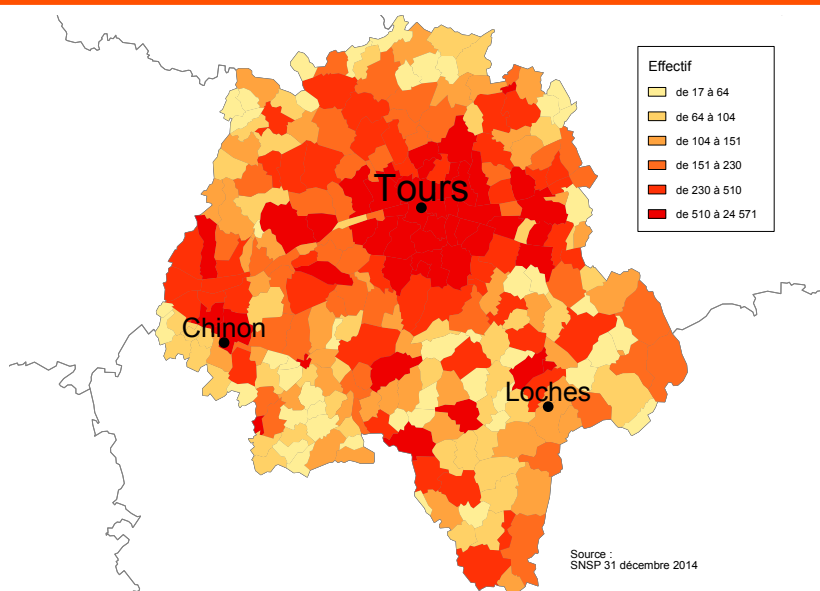 Effectif
de 17 à 64
de 64 à 104
de 104 à 151
de 151 à 230
de 230 à 510
de 510 à 24 571
Tours
Chinon
Loches
Source :
SNSP 31 décembre 2014